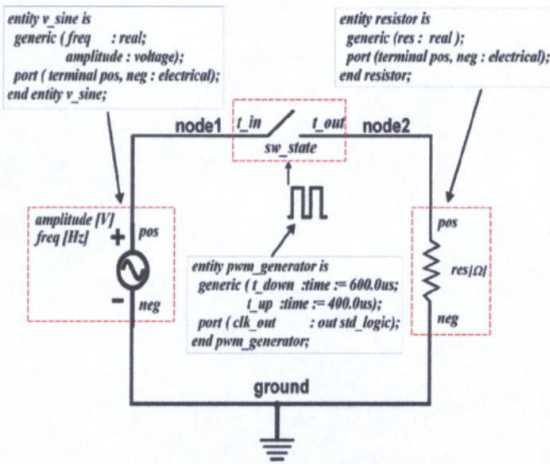 entity v_sine is
generic ( freq : real;
amplitude : voltage);
port ( terminal pos, neg : electrical);
end entity v_sine;
entity resistor is
generic (res : real );
port (terminal pos, neg : electrical);
end resistor;
node1
t_in
t_out
node2
sw_state
amplitude [V]
freq [Hz]
+
pos
-
neg
entity pwm_generator is
generic ( t_down :time := 600.0us;
t_up :time := 400.0us);
port ( clk_out : out std_logic);
end pwm_generator;
pos
res[Ω]
neg
ground